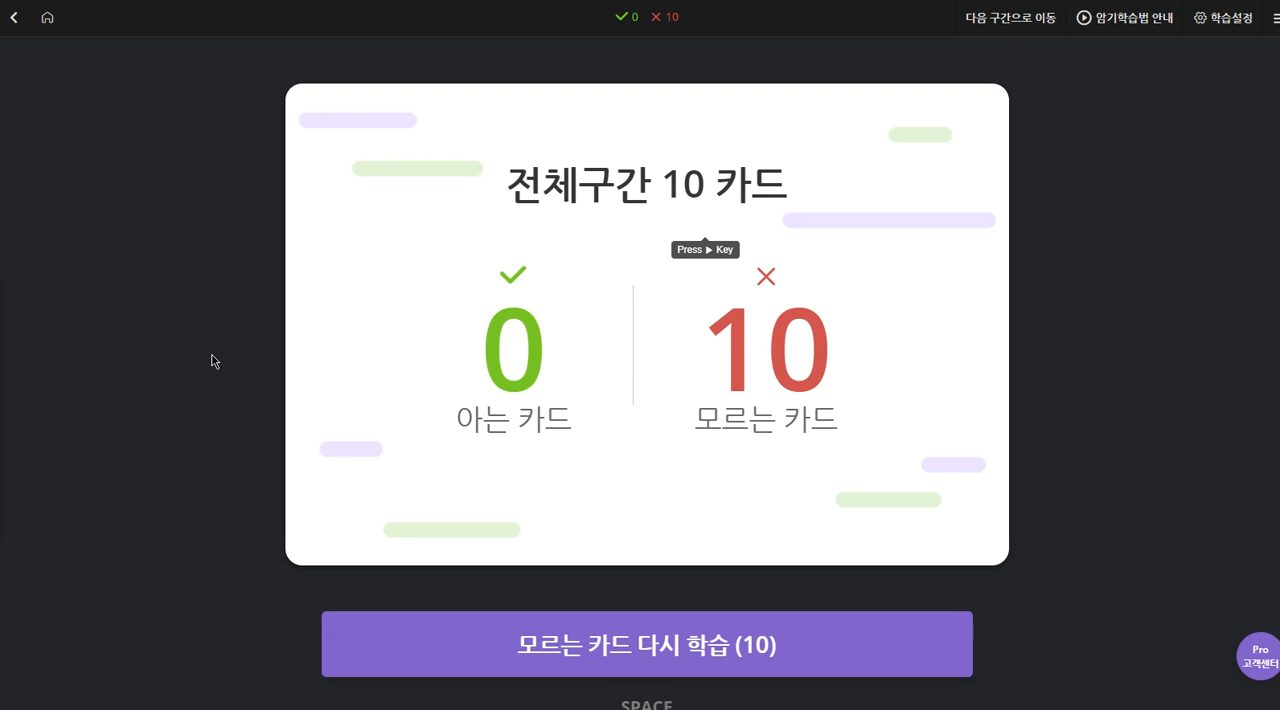 0 10
다음 구간으로 이동
암기학습법 안내
학습설정
전체구간 10 카드
Press ▶ Key
0
아는 카드
10
모르는 카드
모르는 카드 다시 학습 (10)
Pro
고객센터
SPACE